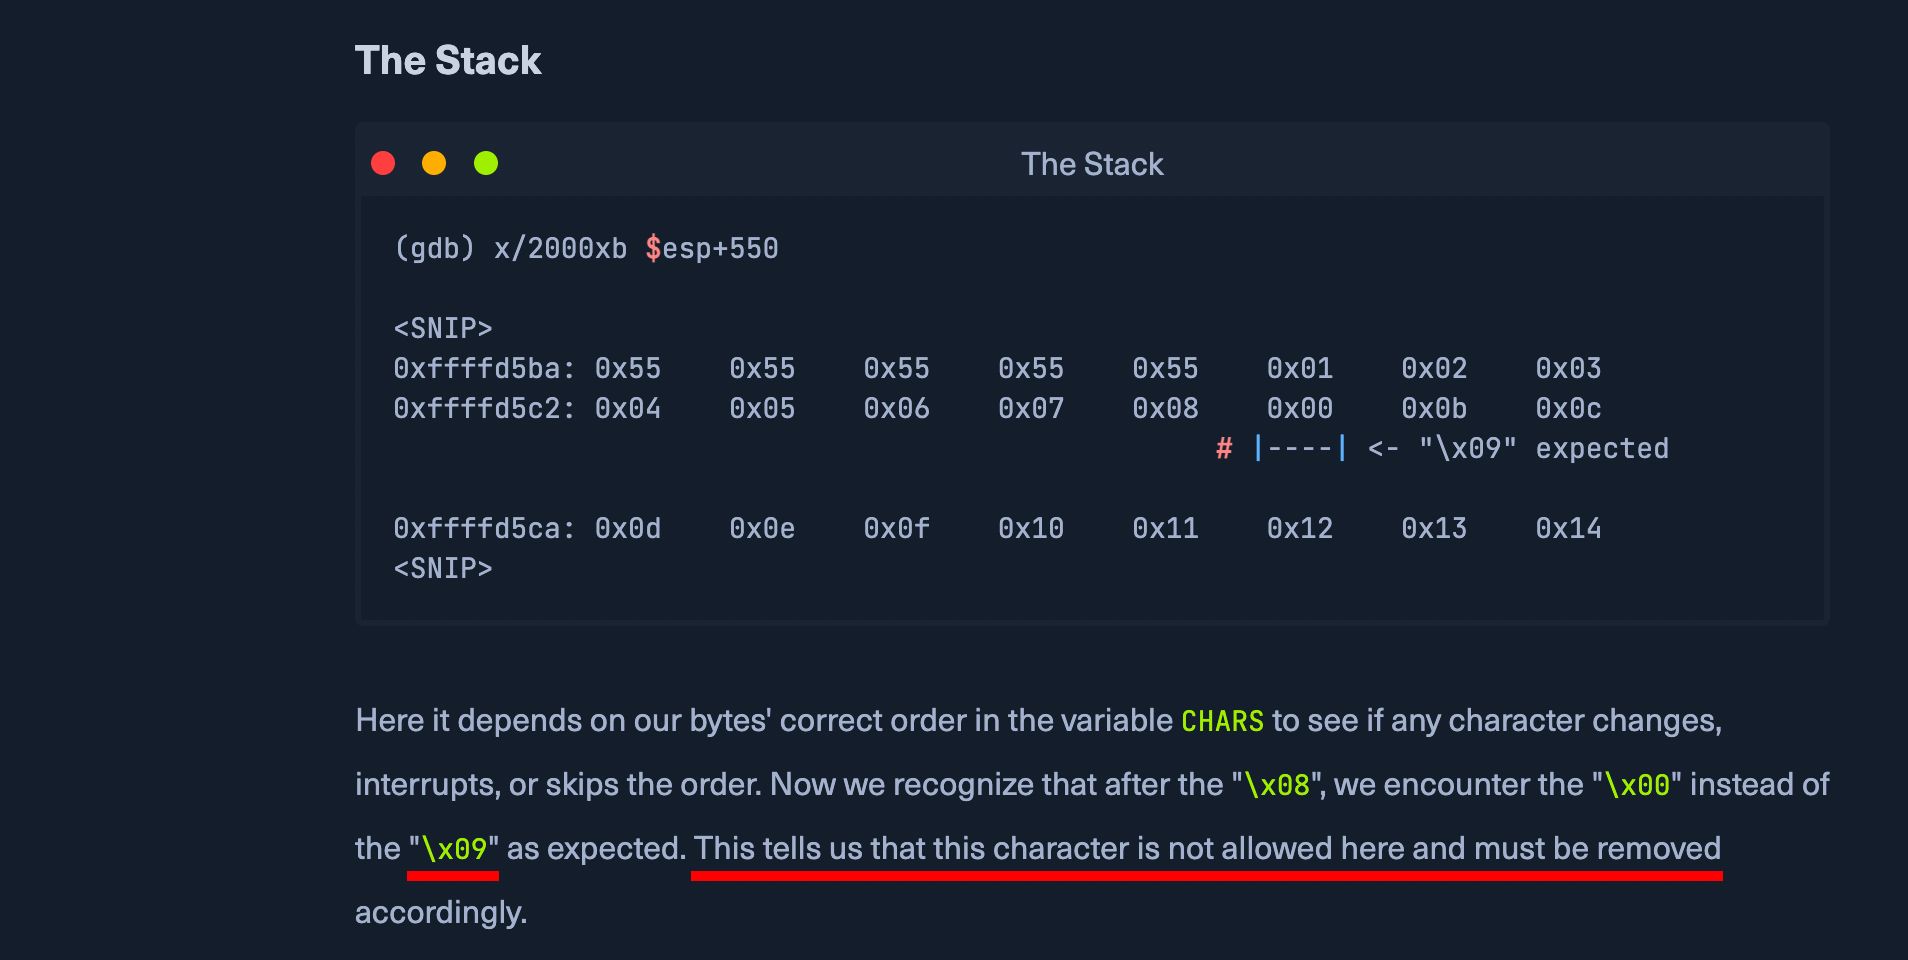 The Stack
The Stack
(gdb) x/2000xb $esp+550
<SNIP>
0xffffd5ba: 0x55    0x55    0x55    0x55    0x55    0x01    0x02    0x03
0xffffd5c2: 0x04    0x05    0x06    0x07    0x08    0x00    0x0b    0x0c
# |----| <- "\x09" expected
0xffffd5ca: 0x0d    0x0e    0x0f    0x10    0x11    0x12    0x13    0x14
<SNIP>
Here it depends on our bytes' correct order in the variable CHARS to see if any character changes,
interrupts, or skips the order. Now we recognize that after the "\x08", we encounter the "\x00" instead of
the "\x09" as expected. This tells us that this character is not allowed here and must be removed
accordingly.